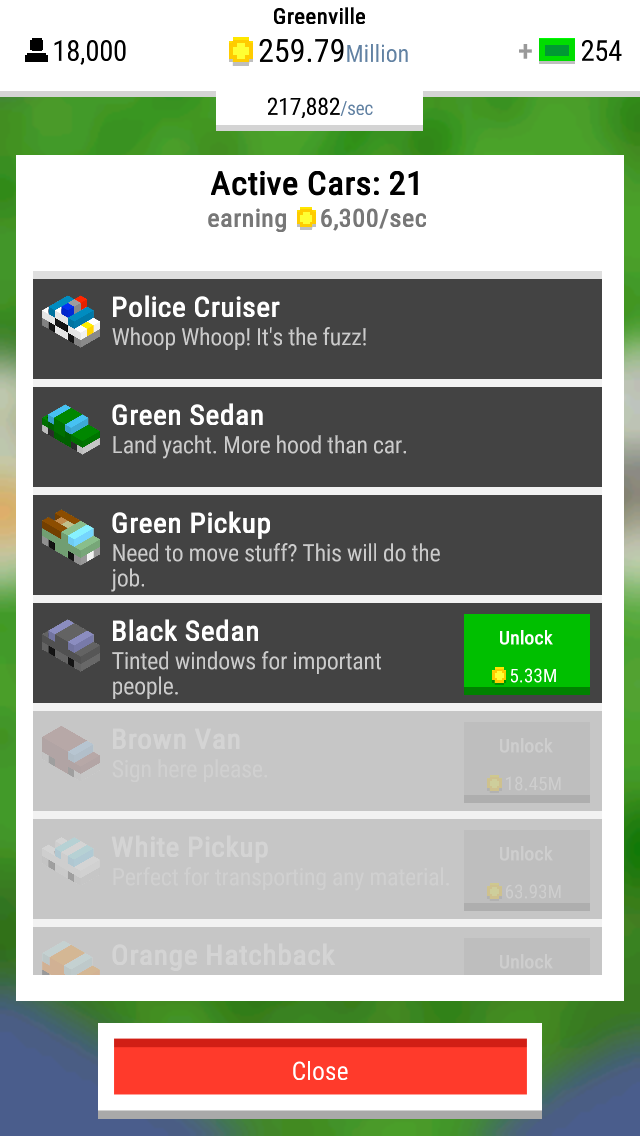 Greenville
18,000
259.79Million
+ 254
217,882/sec
Active Cars: 21
earning 6,300/sec
Police Cruiser
Whoop Whoop! It's the fuzz!
Green Sedan
Land yacht. More hood than car.
Green Pickup
Need to move stuff? This will do the
job.
Black Sedan
Tinted windows for important
people.
Unlock
5.33M
Brown Van
Sign here please.
Unlock
18.45M
White Pickup
Perfect for transporting any material.
Unlock
63.93M
Orange Hatchback
Unlock
Close